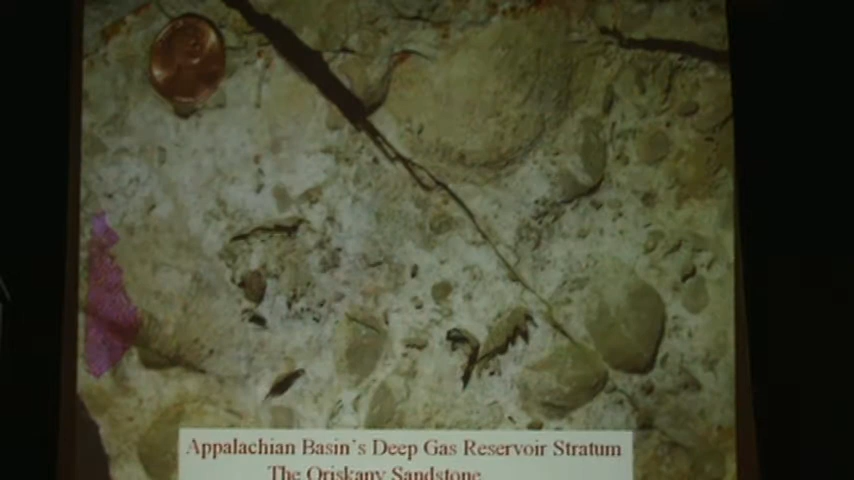 Appalachian Basin's Deep Gas Reservoir Stratum
The Oriskany Sandstone